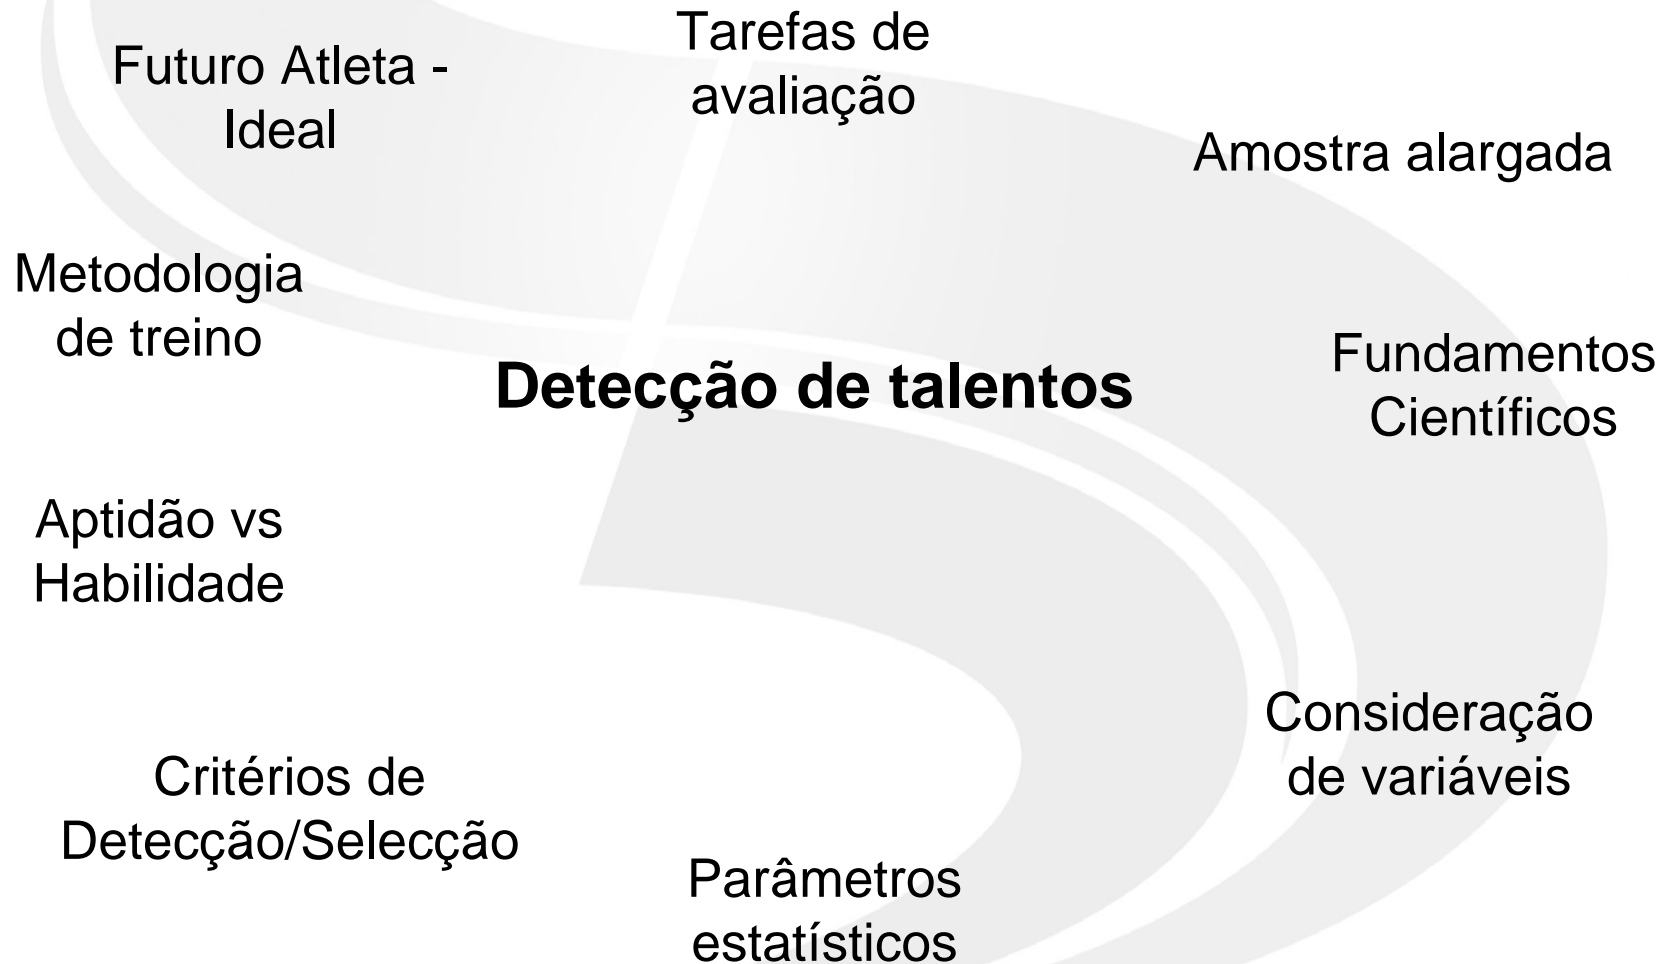 Futuro Atleta -
Ideal
Tarefas de
avaliação
Amostra alargada
Metodologia
de treino
Detecção de talentos
Fundamentos
Científicos
Aptidão vs
Habilidade
Consideração
de variáveis
Critérios de
Detecção/Selecção
Parâmetros
estatísticos